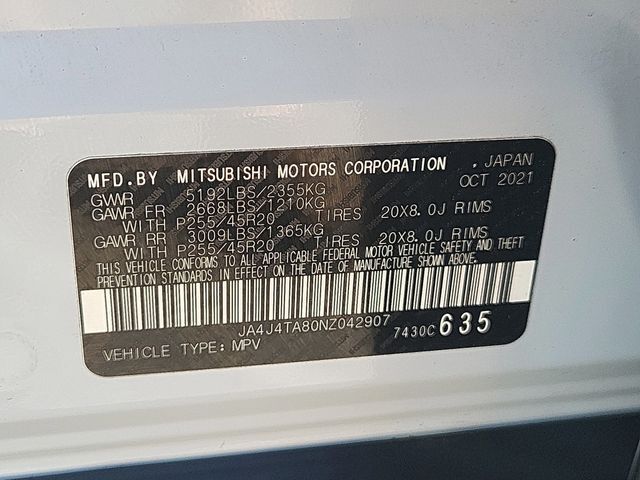 MFD.BY MITSUBISHI MOTORS CORPORATION . JAPAN
GVWR 5192LBS/2355KG OCT 2021
GAWR FR 2668LBS/1210KG
WITH P255/45R20 TIRES 20X8.0J RIMS
GAWR RR 3009LBS/1365KG
WITH P255/45R20 TIRES 20X8.0J RIMS
THIS VEHICLE CONFORMS TO ALL APPLICABLE FEDERAL MOTOR VEHICLE SAFETY AND THEFT
PREVENTION STANDARDS IN EFFECT ON THE DATE OF MANUFACTURE SHOWN ABOVE.
JA4J4TA80NZ042907 7430C 635
VEHICLE TYPE:MPV